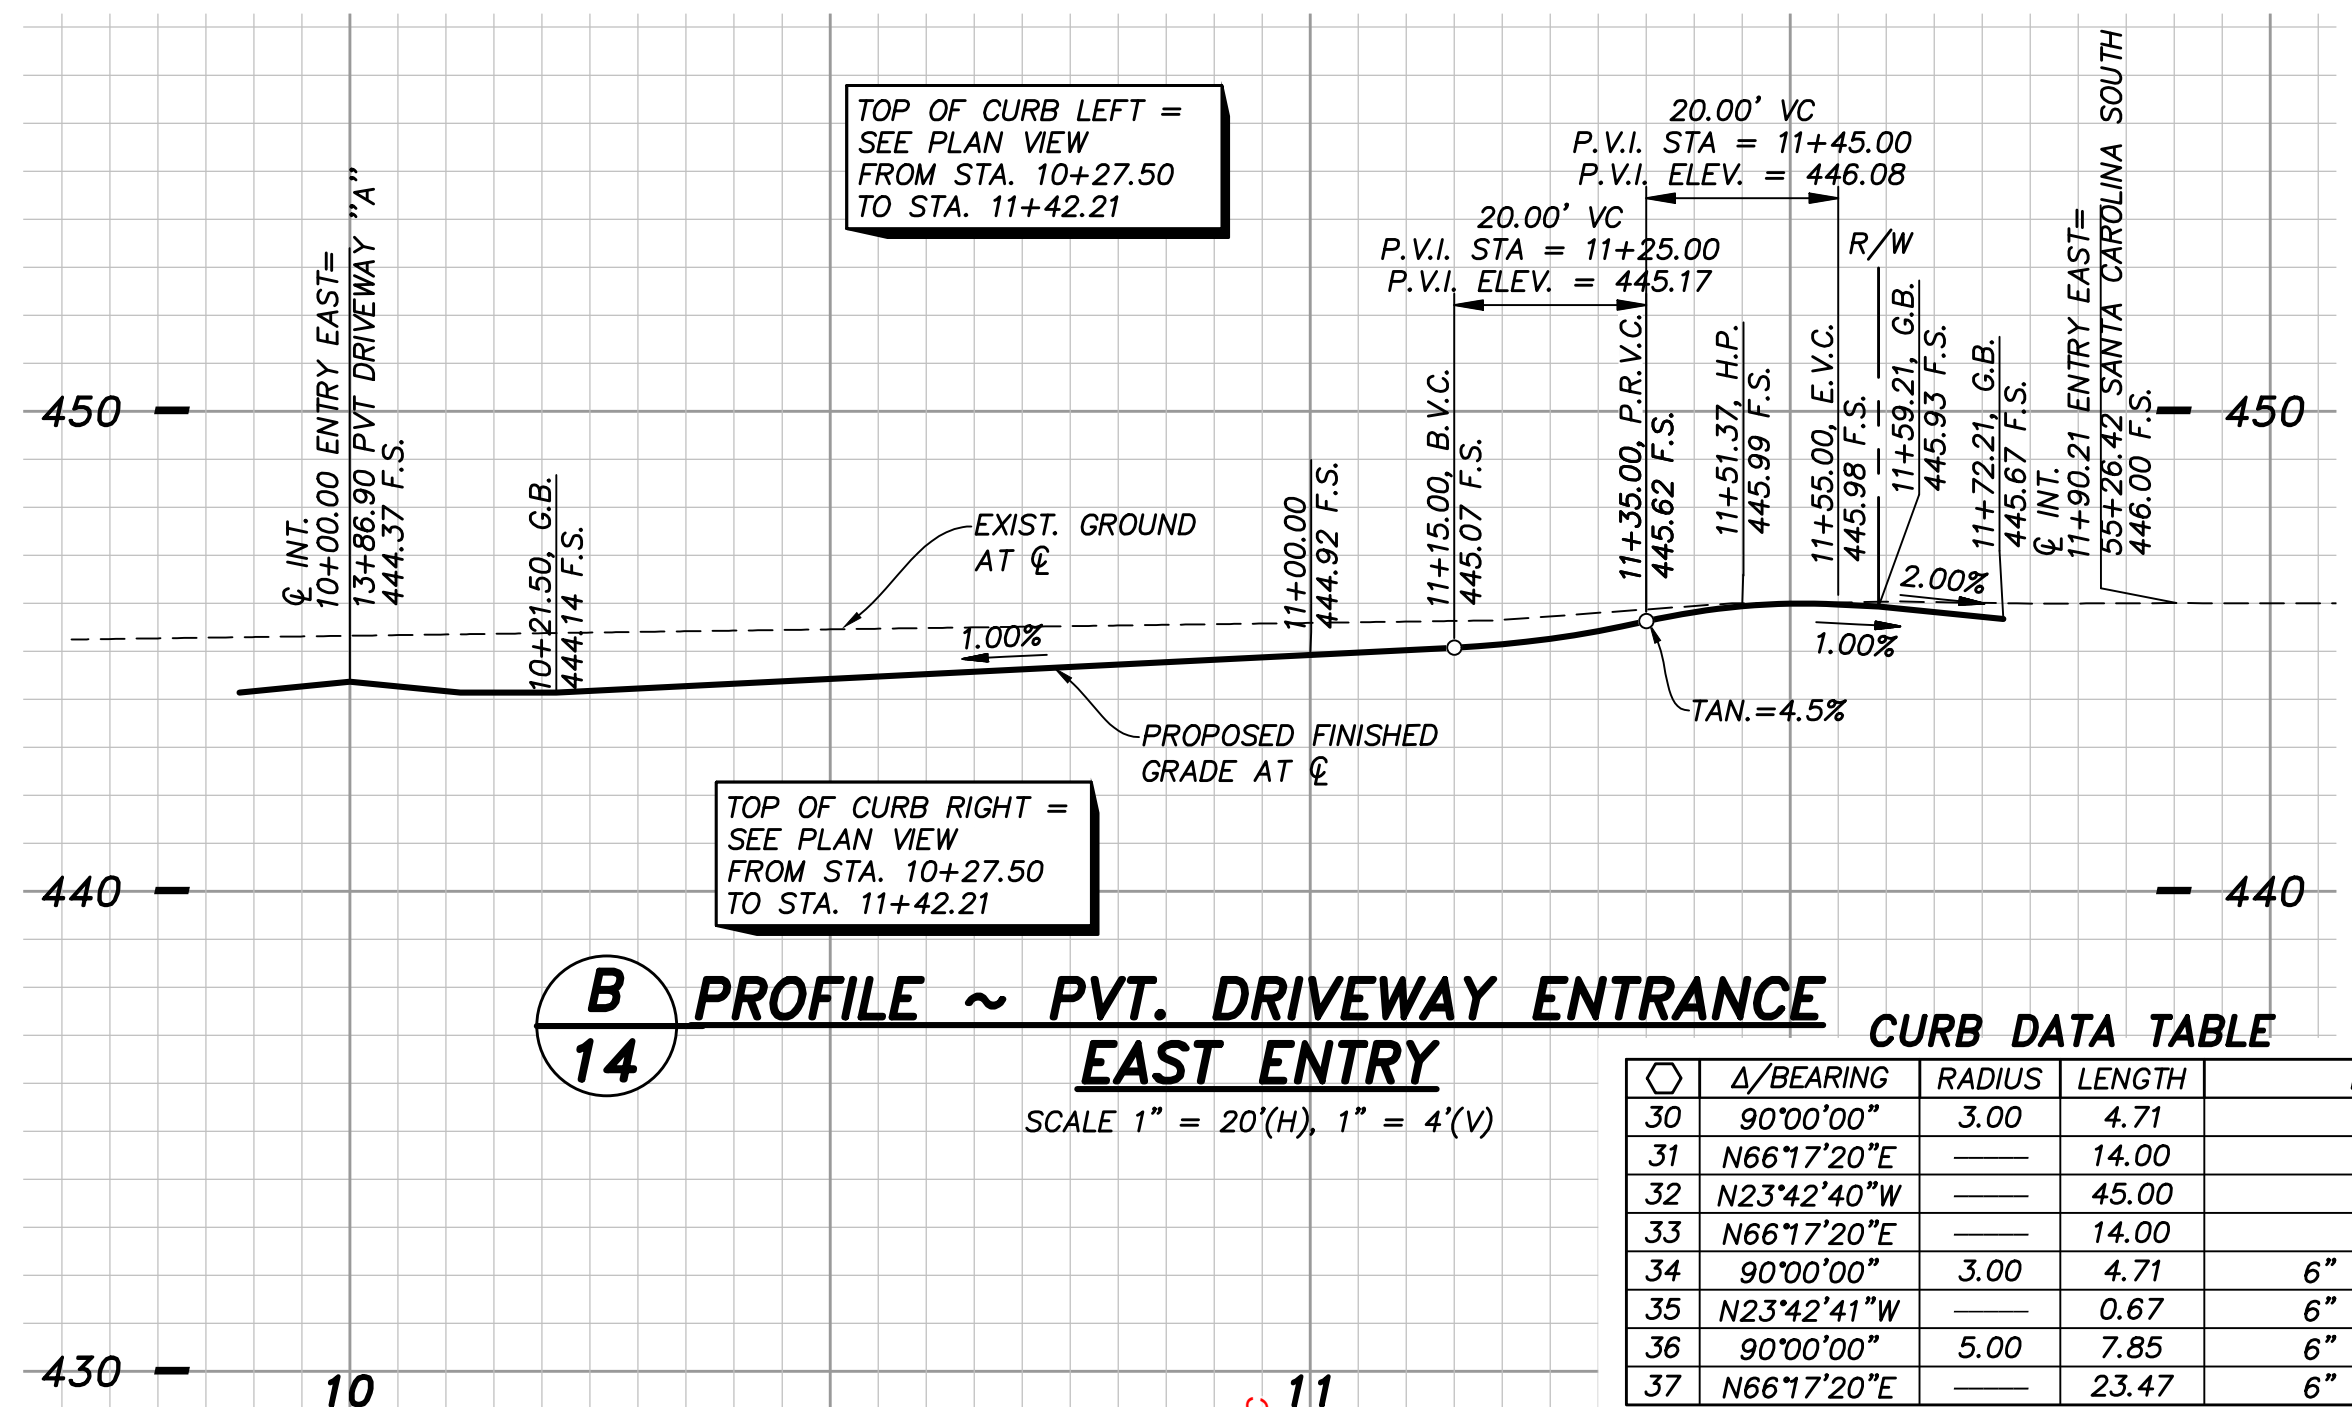 TOP OF CURB LEFT =
SEE PLAN VIEW
FROM STA. 10+27.50
TO STA. 11+42.21
20.00' VC
P.V.I. STA = 11+45.00
P.V.I. ELEV. = 446.08
20.00' VC
P.V.I. STA = 11+25.00
P.V.I. ELEV. = 445.17
R/W
℄ INT.
10+00.00 ENTRY EAST=
13+86.90 PVT DRIVEWAY "A"
444.37 F.S.
10+21.50, G.B.
444.14 F.S.
EXIST. GROUND
AT ℄
11+00.00
444.92 F.S.
11+15.00, B.V.C.
445.07 F.S.
11+35.00, P.R.V.C.
445.62 F.S.
11+51.37, H.P.
445.99 F.S.
11+55.00, E.V.C.
445.98 F.S.
11+59.21, G.B.
445.93 F.S.
11+72.21, G.B.
445.67 F.S.
℄ INT.
11+90.21 ENTRY EAST=
55+26.42 SANTA CAROLINA SOUTH
446.00 F.S.
450
450
1.00%
2.00%
1.00%
TAN.=4.5%
PROPOSED FINISHED
GRADE AT ℄
TOP OF CURB RIGHT =
SEE PLAN VIEW
FROM STA. 10+27.50
TO STA. 11+42.21
440
440
B
14
PROFILE ~ PVT. DRIVEWAY ENTRANCE
EAST ENTRY
SCALE 1" = 20'(H), 1" = 4'(V)
CURB DATA TABLE
Δ/BEARING RADIUS LENGTH
30 90°00'00" 3.00 4.71
31 N66°17'20"E ——— 14.00
32 N23°42'40"W ——— 45.00
33 N66°17'20"E ——— 14.00
34 90°00'00" 3.00 4.71 6"
35 N23°42'41"W ——— 0.67 6"
36 90°00'00" 5.00 7.85 6"
37 N66°17'20"E ——— 23.47 6"
430
10
11